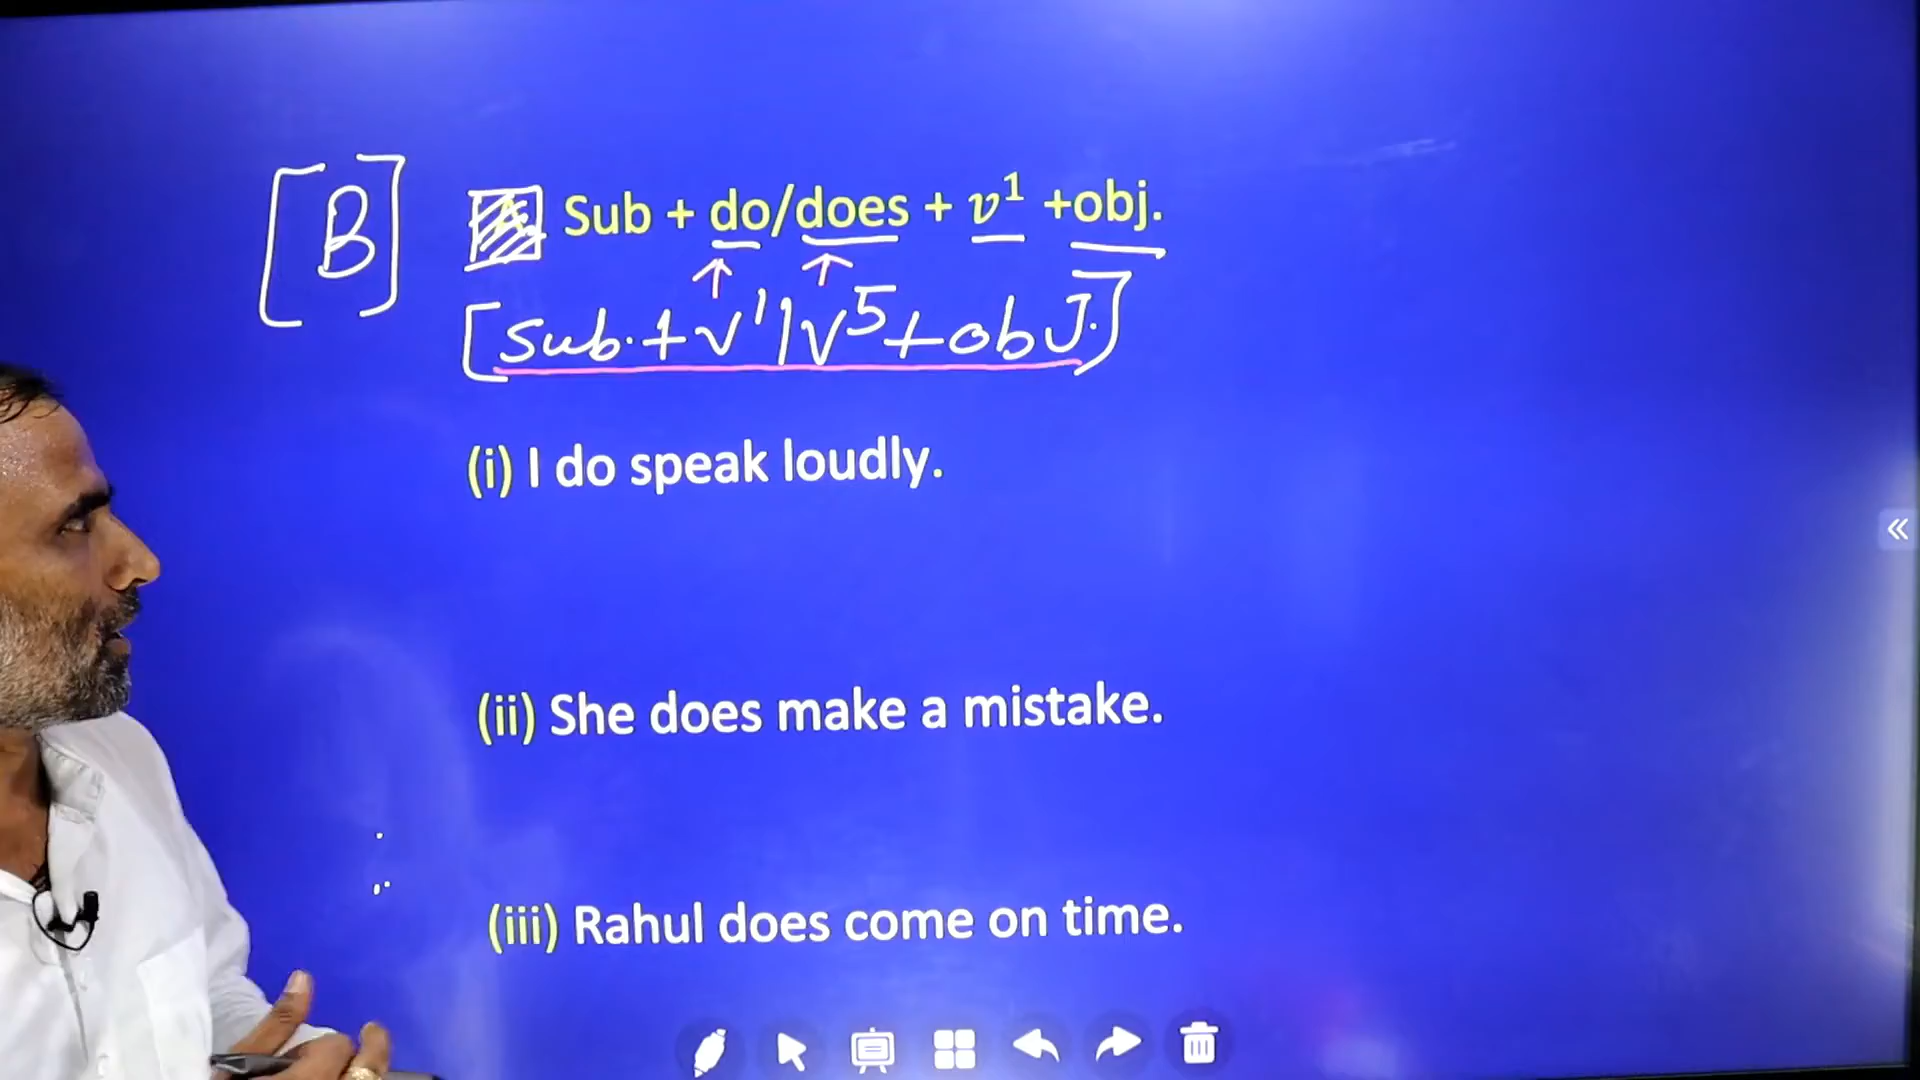 [B]
Sub + do/does + v¹ +obj.
[Sub. + V¹ | V⁵ + obJ.]
(i) I do speak loudly.
(ii) She does make a mistake.
(iii) Rahul does come on time.